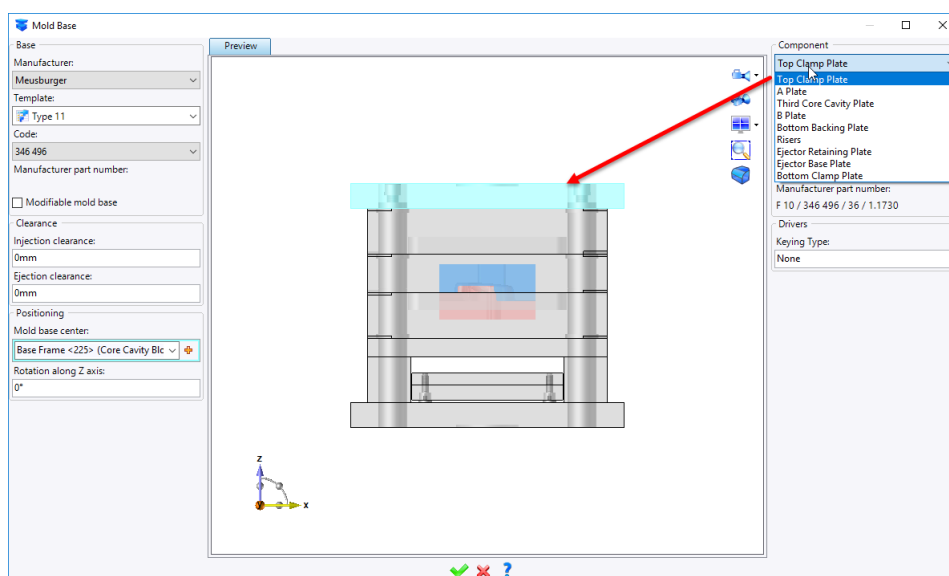 Mold Base
Base
Manufacturer:
Meusburger
Template:
Type 11
Code:
346 496
Manufacturer part number:
Modifiable mold base
Clearance
Injection clearance:
0mm
Ejection clearance:
0mm
Positioning
Mold base center:
Base Frame <225> (Core Cavity Blc
Rotation along Z axis:
0°
Preview
z
x
Component
Top Clamp Plate
Top Clamp Plate
A Plate
Third Core Cavity Plate
B Plate
Bottom Backing Plate
Risers
Ejector Retaining Plate
Ejector Base Plate
Bottom Clamp Plate
Manufacturer part number:
F 10 / 346 496 / 36 / 1.1730
Drivers
Keying Type:
None